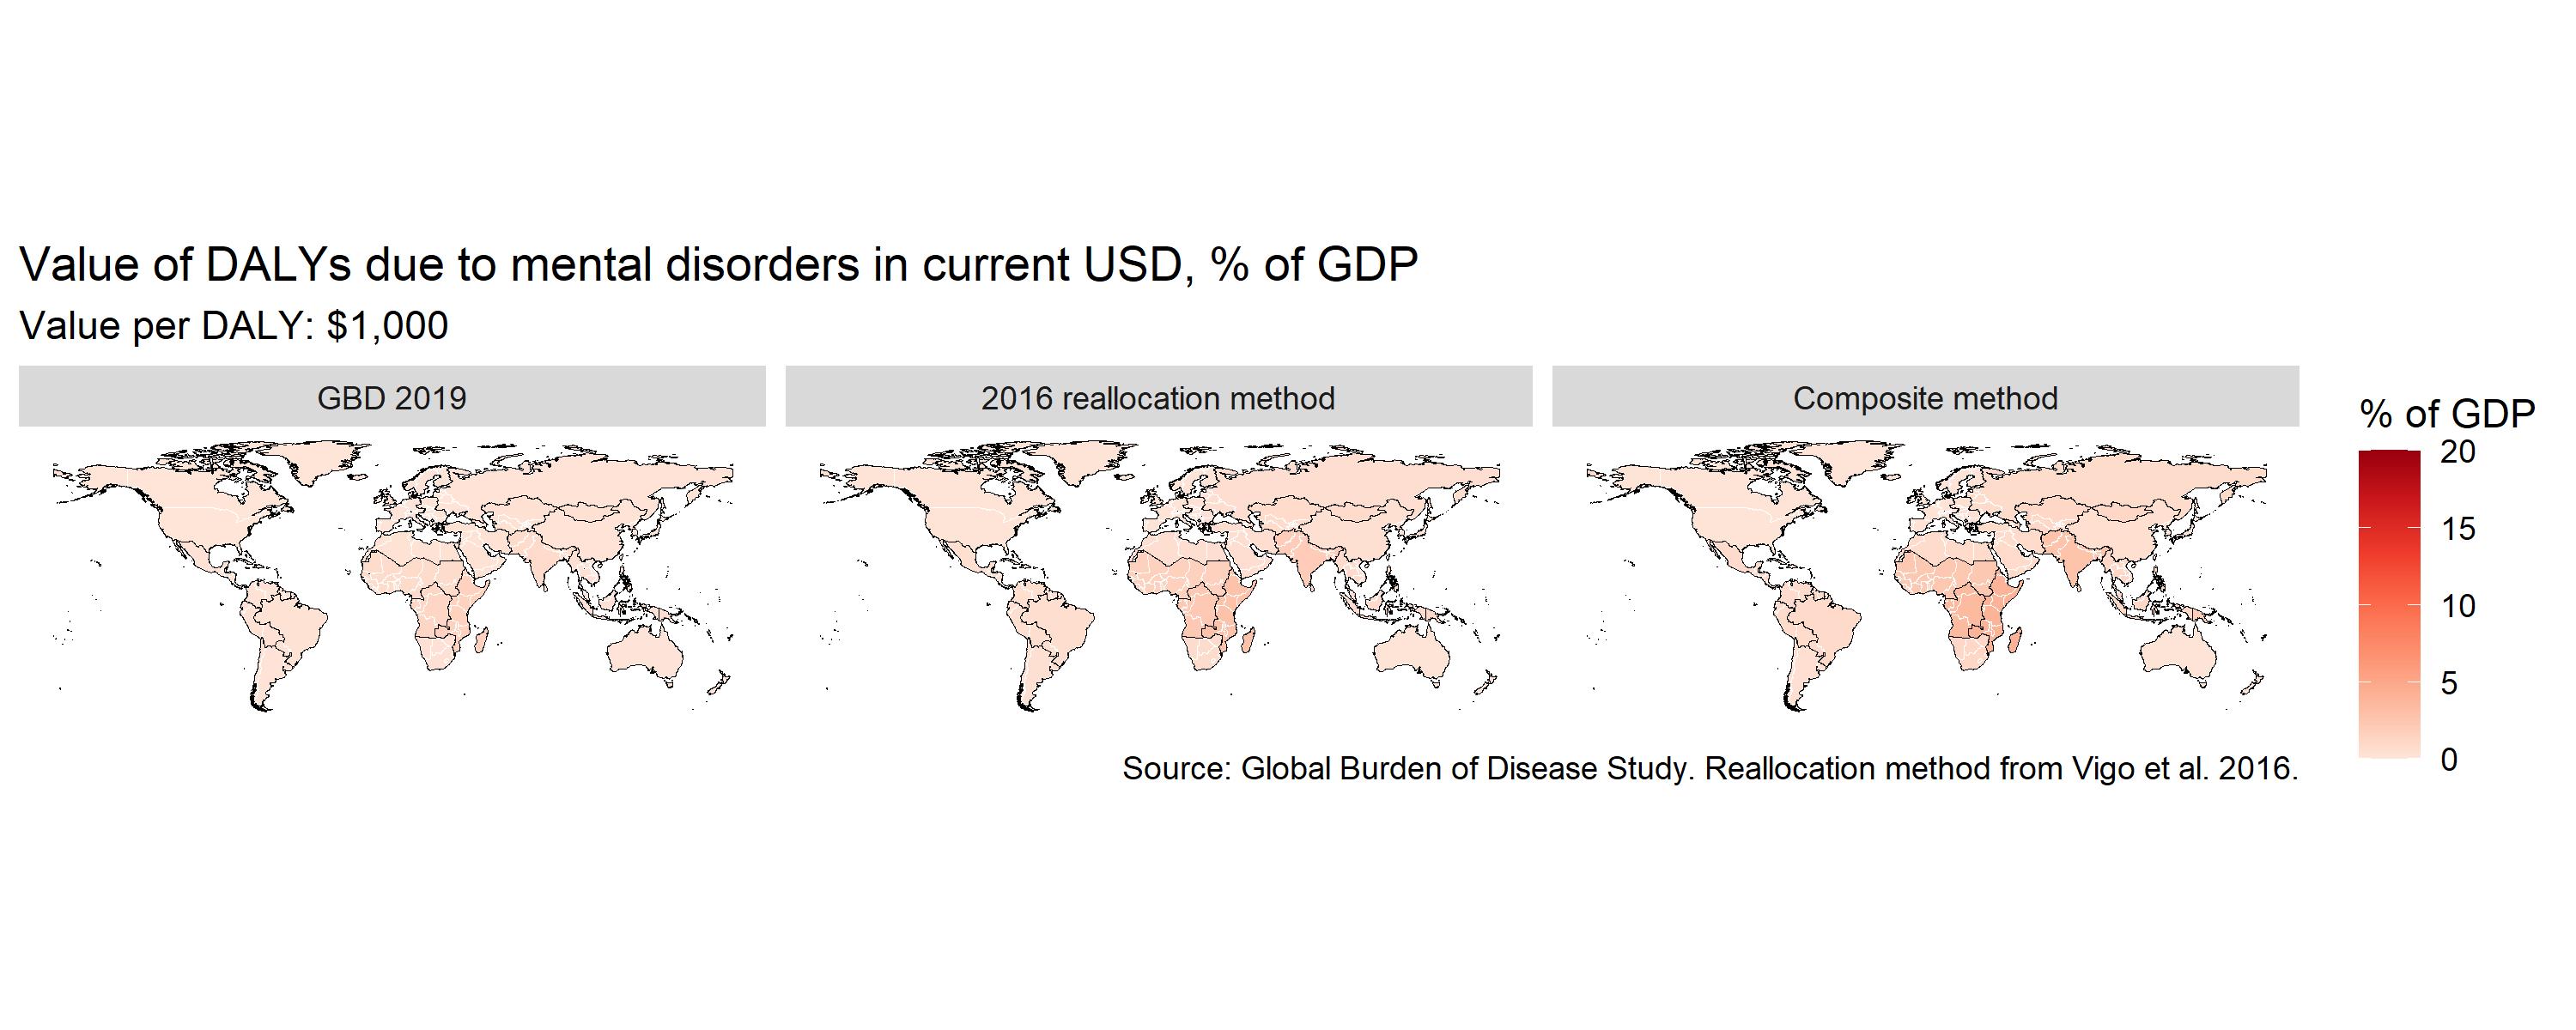 Value of DALYs due to mental disorders in current USD, % of GDP
Value per DALY: $1,000
GBD 2019
2016 reallocation method
Composite method
% of GDP
20
15
10
5
0
Source: Global Burden of Disease Study. Reallocation method from Vigo et al. 2016.